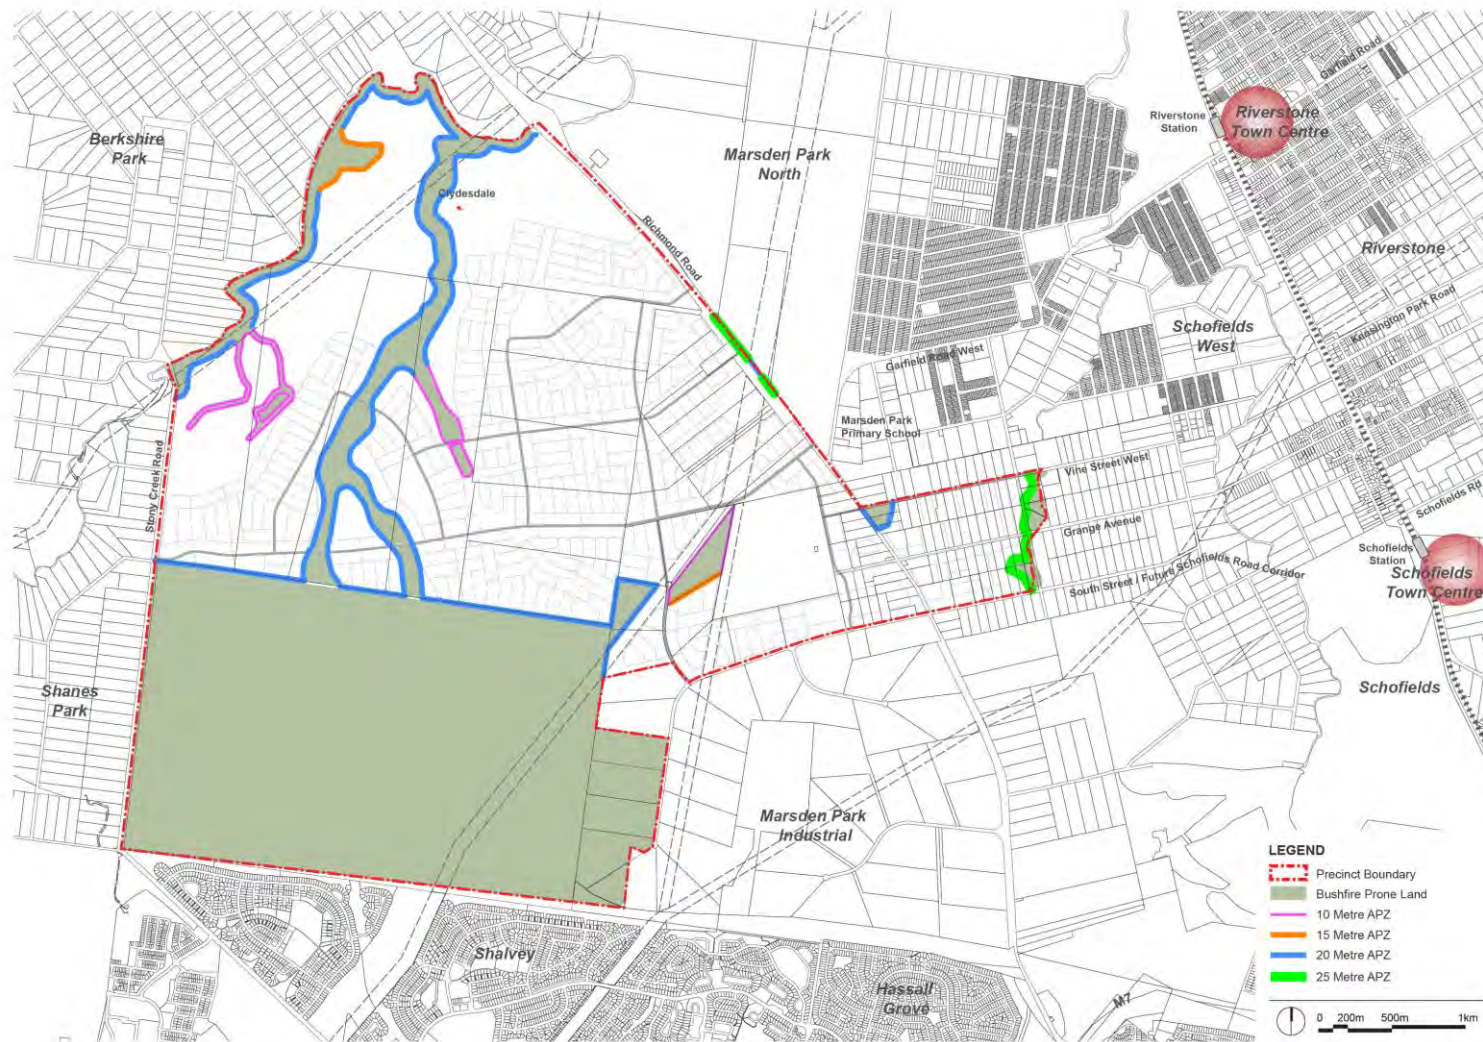 Berkshire
Park
Clydesdale
Marsden Park
North
Riverstone
Station
Riverstone
Town Centre
Garfield Road
Richmond Road
Riverstone
Schofields
West
Kensington Park Road
Garfield Road West
Marsden Park
Primary School
Stony Creek Road
Vine Street West
Grange Avenue
Schofields Rd
South Street / Future Schofields Road Corridor
Schofields
Station
Schofields
Town Centre
Shanes
Park
Schofields
Marsden Park
Industrial
Shalvey
Hassall
Grove
M7
LEGEND
Precinct Boundary
Bushfire Prone Land
10 Metre APZ
15 Metre APZ
20 Metre APZ
25 Metre APZ
0 200m 500m 1km